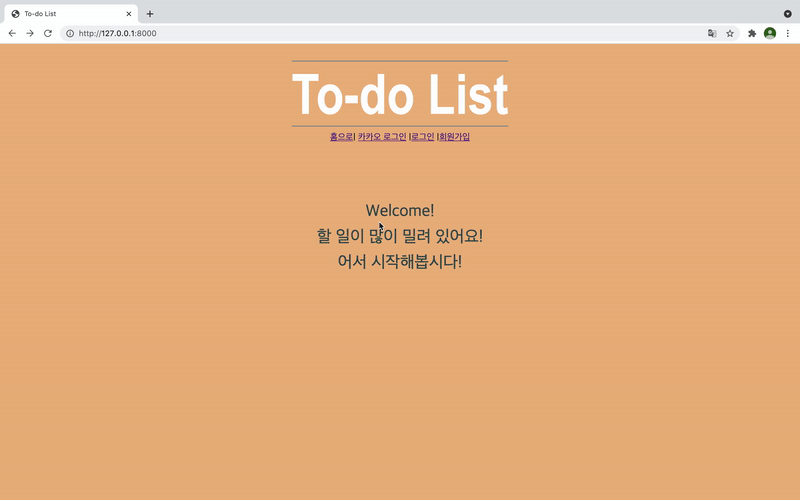 To-do List
http://127.0.0.1:8000
To-do List
홈으로| 카카오 로그인 |로그인 |회원가입
Welcome!
할 일이 많이 밀려 있어요!
어서 시작해봅시다!